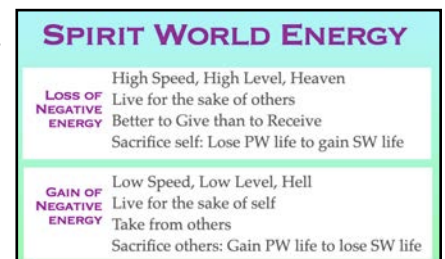 SPIRIT WORLD ENERGY
LOSS OF NEGATIVE ENERGY
High Speed, High Level, Heaven
Live for the sake of others
Better to Give than to Receive
Sacrifice self: Lose PW life to gain SW life
GAIN OF NEGATIVE ENERGY
Low Speed, Low Level, Hell
Live for the sake of self
Take from others
Sacrifice others: Gain PW life to lose SW life